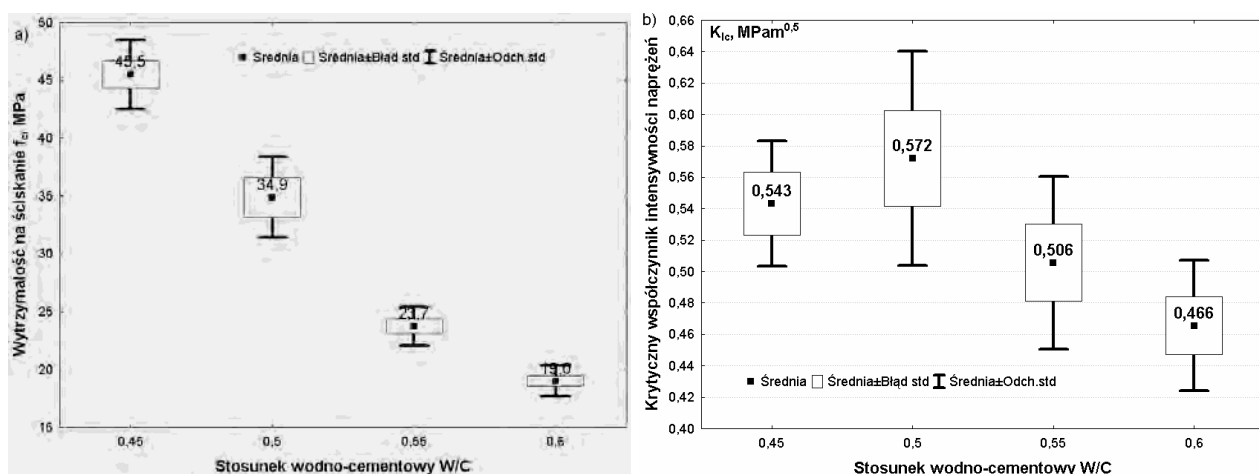 a)
50
45
40
35
30
25
20
15
Wytrzymałość na ściskanie fci, MPa
■ Średnia □ Średnia±Błąd std Średnia±Odch.std
45,5
34,9
23,7
19,0
0,45 0,5 0,55 0,6
Stosunek wodno-cementowy W/C
b)
0,66
0,64
0,62
0,60
0,58
0,56
0,54
0,52
0,50
0,48
0,46
0,44
0,42
0,40
Krytyczny współczynnik intensywności naprężeń
KIc, MPam0,5
0,543
0,572
0,506
0,466
■ Średnia □ Średnia±Błąd std Średnia±Odch.std
0,45 0,5 0,55 0,6
Stosunek wodno-cementowy W/C